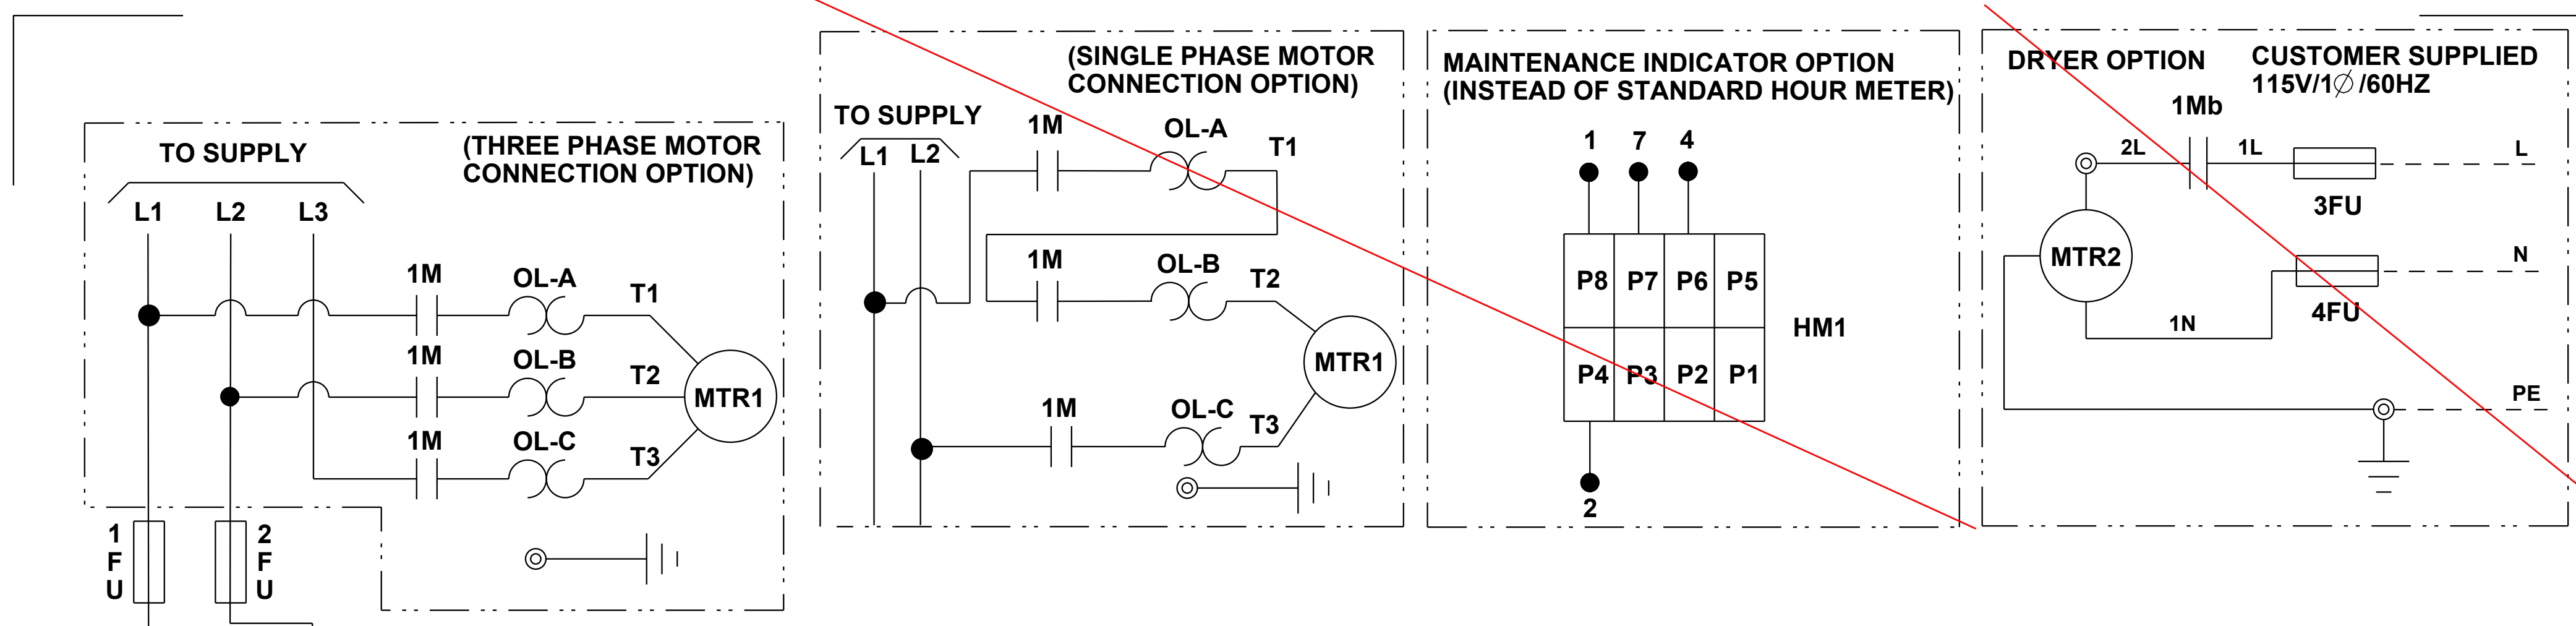 (THREE PHASE MOTOR
CONNECTION OPTION)
TO SUPPLY
L1 L2 L3
1M OL-A T1
1M OL-B T2
MTR1
1M OL-C T3
1
F
U
2
F
U
(SINGLE PHASE MOTOR
CONNECTION OPTION)
TO SUPPLY
L1 L2
1M OL-A T1
1M OL-B T2
MTR1
1M OL-C T3
MAINTENANCE INDICATOR OPTION
(INSTEAD OF STANDARD HOUR METER)
1 7 4
P8 P7 P6 P5
HM1
P4 P3 P2 P1
2
DRYER OPTION
CUSTOMER SUPPLIED
115V/1∅/60HZ
1Mb
2L 1L L
3FU
MTR2 N
4FU
1N
PE